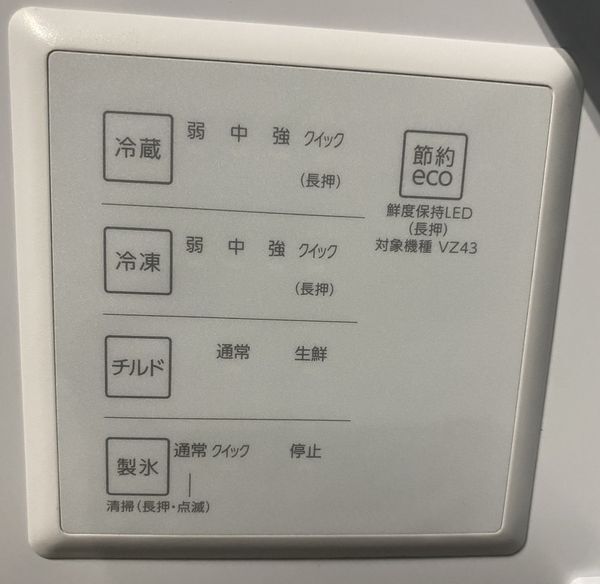 冷蔵 弱 中 強 クイック
(長押)
節約
eco
鮮度保持LED
(長押)
対象機種 VZ43
冷凍 弱 中 強 クイック
(長押)
チルド 通常 生鮮
製氷 通常 クイック 停止
清掃(長押・点滅)